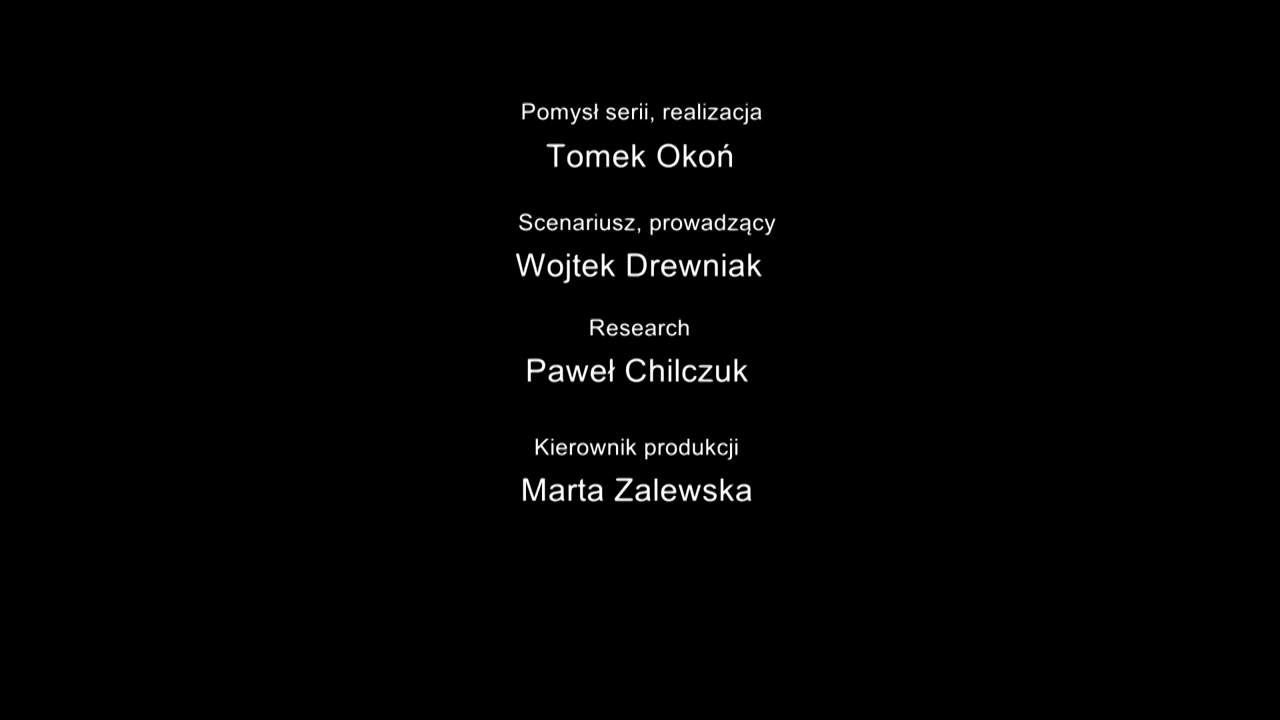 Pomysł serii, realizacja
Tomek Okoń
Scenariusz, prowadzący
Wojtek Drewniak
Research
Paweł Chilczuk
Kierownik produkcji
Marta Zalewska